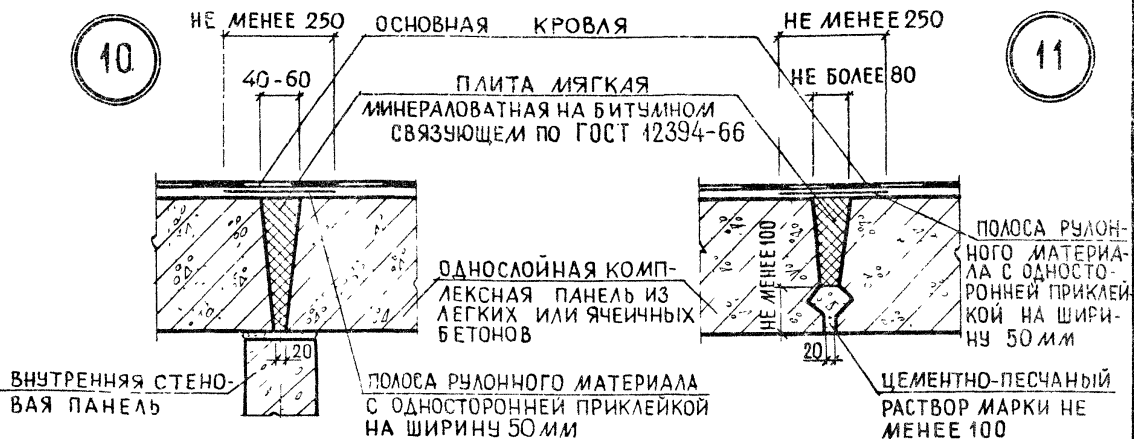 10
НЕ МЕНЕЕ 250
ОСНОВНАЯ КРОВЛЯ
НЕ МЕНЕЕ 250
11
40-60
ПЛИТА МЯГКАЯ
МИНЕРАЛОВАТНАЯ НА БИТУМНОМ
СВЯЗУЮЩЕМ ПО ГОСТ 12394-66
НЕ БОЛЕЕ 80
ОДНОСЛОЙНАЯ КОМП-
ЛЕКСНАЯ ПАНЕЛЬ ИЗ
ЛЕГКИХ ИЛИ ЯЧЕИЧНЫХ
БЕТОНОВ
НЕ МЕНЕЕ 100
ПОЛОСА РУЛОН-
НОГО МАТЕРИА-
ЛА С ОДНОСТО-
РОННЕЙ ПРИКЛЕЙ-
КОЙ НА ШИРИ-
НУ 50 ММ
20
20
ВНУТРЕННЯЯ СТЕНО-
ВАЯ ПАНЕЛЬ
ПОЛОСА РУЛОННОГО МАТЕРИАЛА
С ОДНОСТОРОННЕЙ ПРИКЛЕЙКОЙ
НА ШИРИНУ 50 ММ
ЦЕМЕНТНО-ПЕСЧАНЫЙ
РАСТВОР МАРКИ НЕ
МЕНЕЕ 100